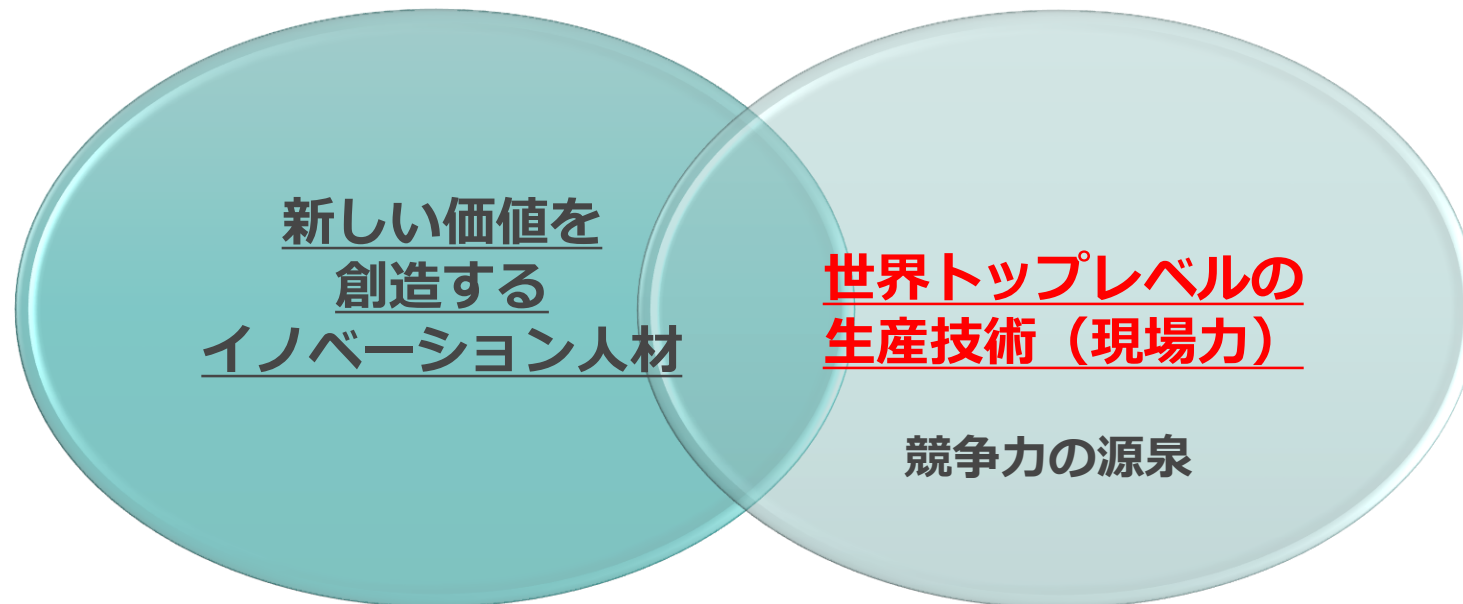 新しい価値を
創造する
イノベーション人材
世界トップレベルの
生産技術（現場力）
競争力の源泉